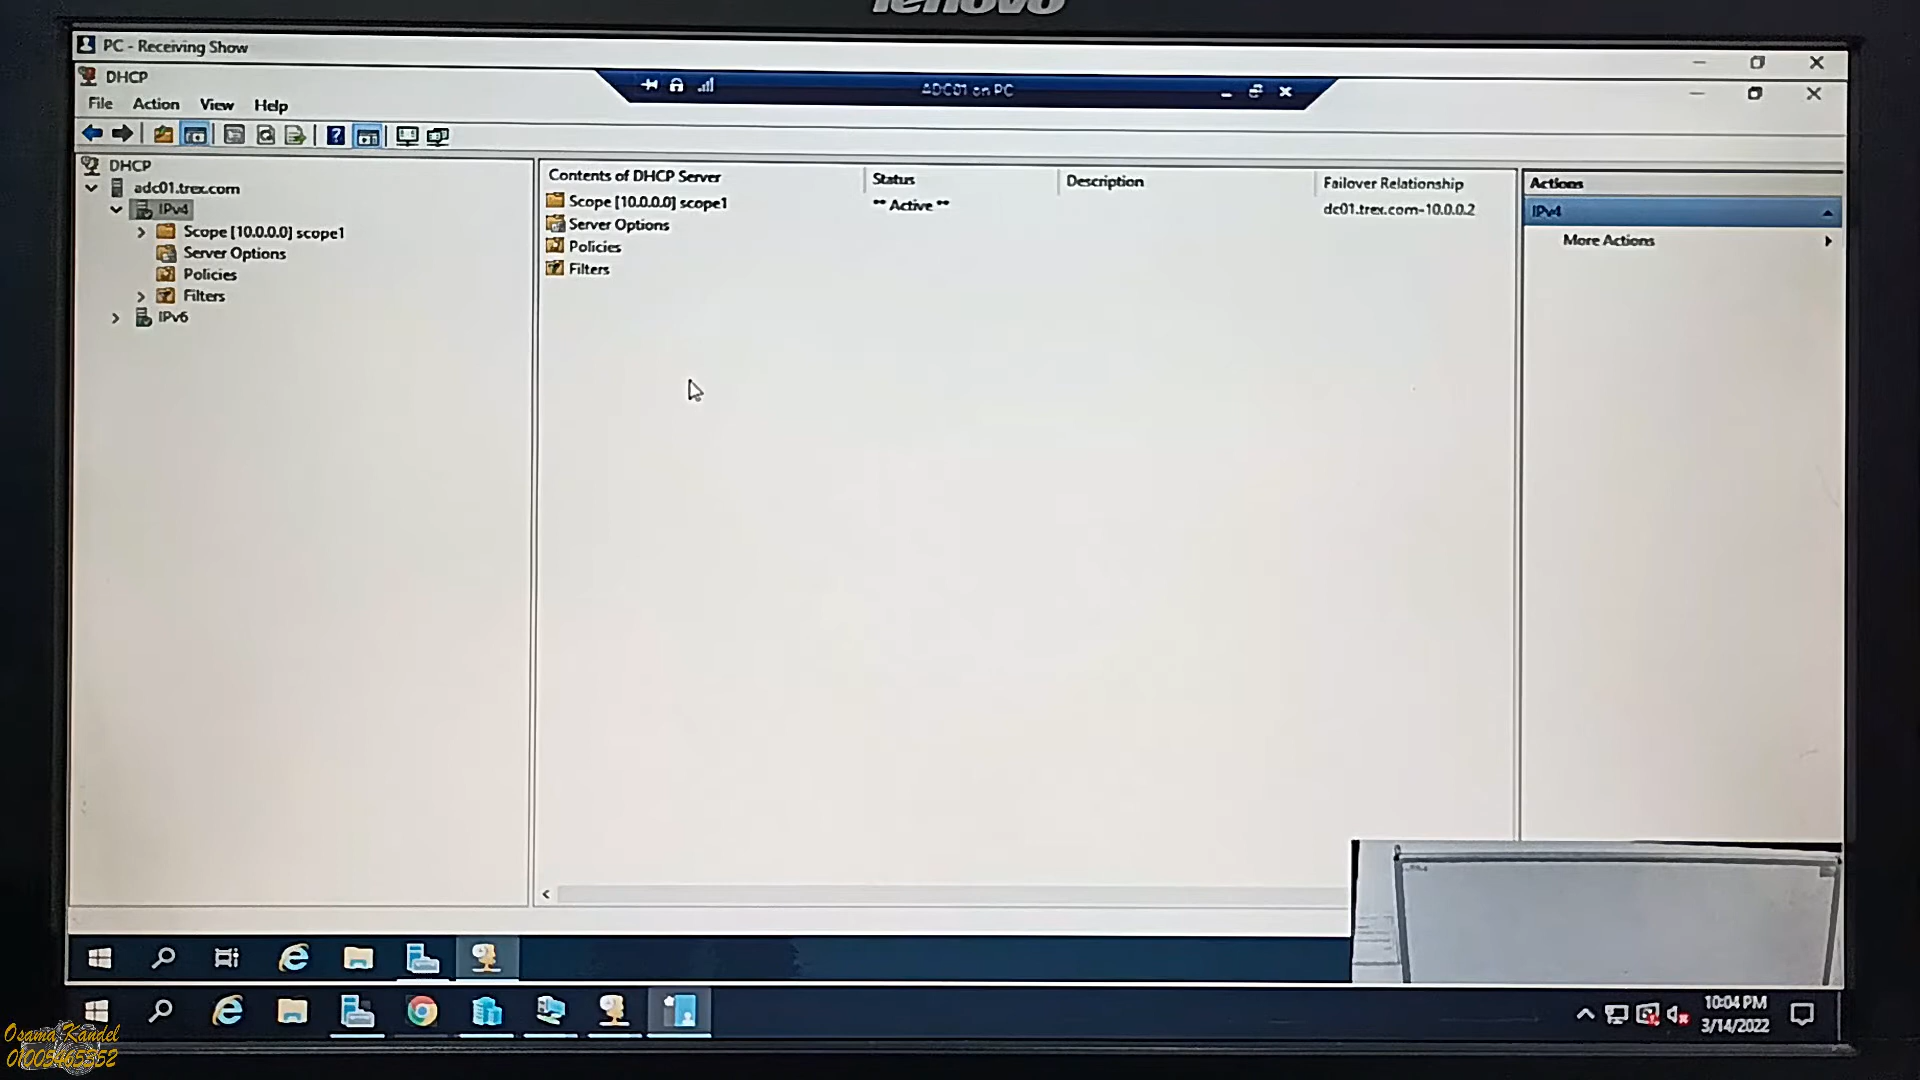 lenovo
PC - Receiving Show
DHCP
ADC01 on PC
File Action View Help
DHCP
adc01.trex.com
IPv4
Scope [10.0.0.0] scope1
Server Options
Policies
Filters
IPv6
Contents of DHCP Server Status Description Failover Relationship
Scope [10.0.0.0] scope1 ** Active ** dc01.trex.com-10.0.0.2
Server Options
Policies
Filters
Actions
IPv4
More Actions
10:04 PM
3/14/2022
Osama Kandel
01005465352